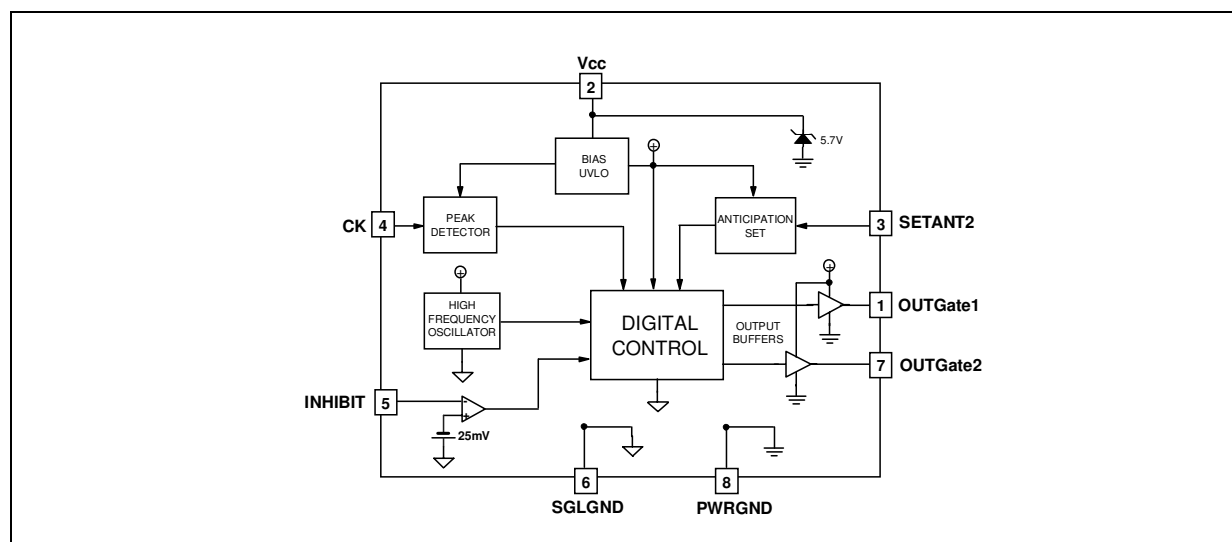 Vcc
2
5.7V
BIAS
UVLO
CK
4
PEAK
DETECTOR
ANTICIPATION
SET
3
SETANT2
HIGH
FREQUENCY
OSCILLATOR
DIGITAL
CONTROL
OUTPUT
BUFFERS
1
OUTGate1
7
OUTGate2
INHIBIT
5
-
+
25mV
6
SGLGND
8
PWRGND